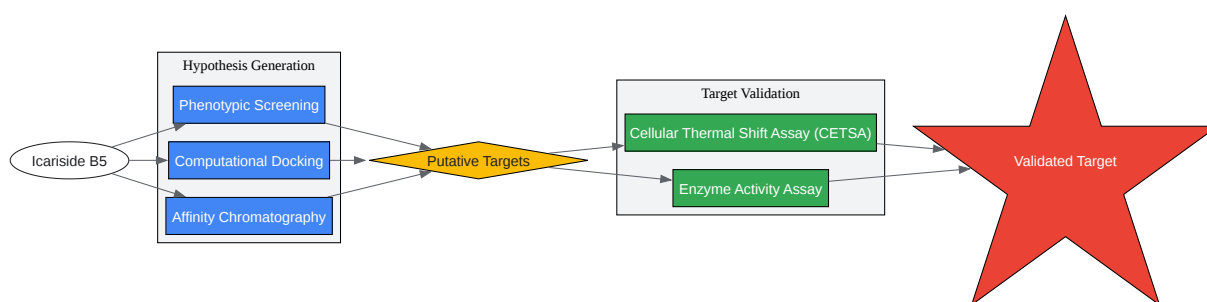 Icariside B5
Hypothesis Generation
Phenotypic Screening
Computational Docking
Affinity Chromatography
Putative Targets
Target Validation
Cellular Thermal Shift Assay (CETSA)
Enzyme Activity Assay
Validated Target